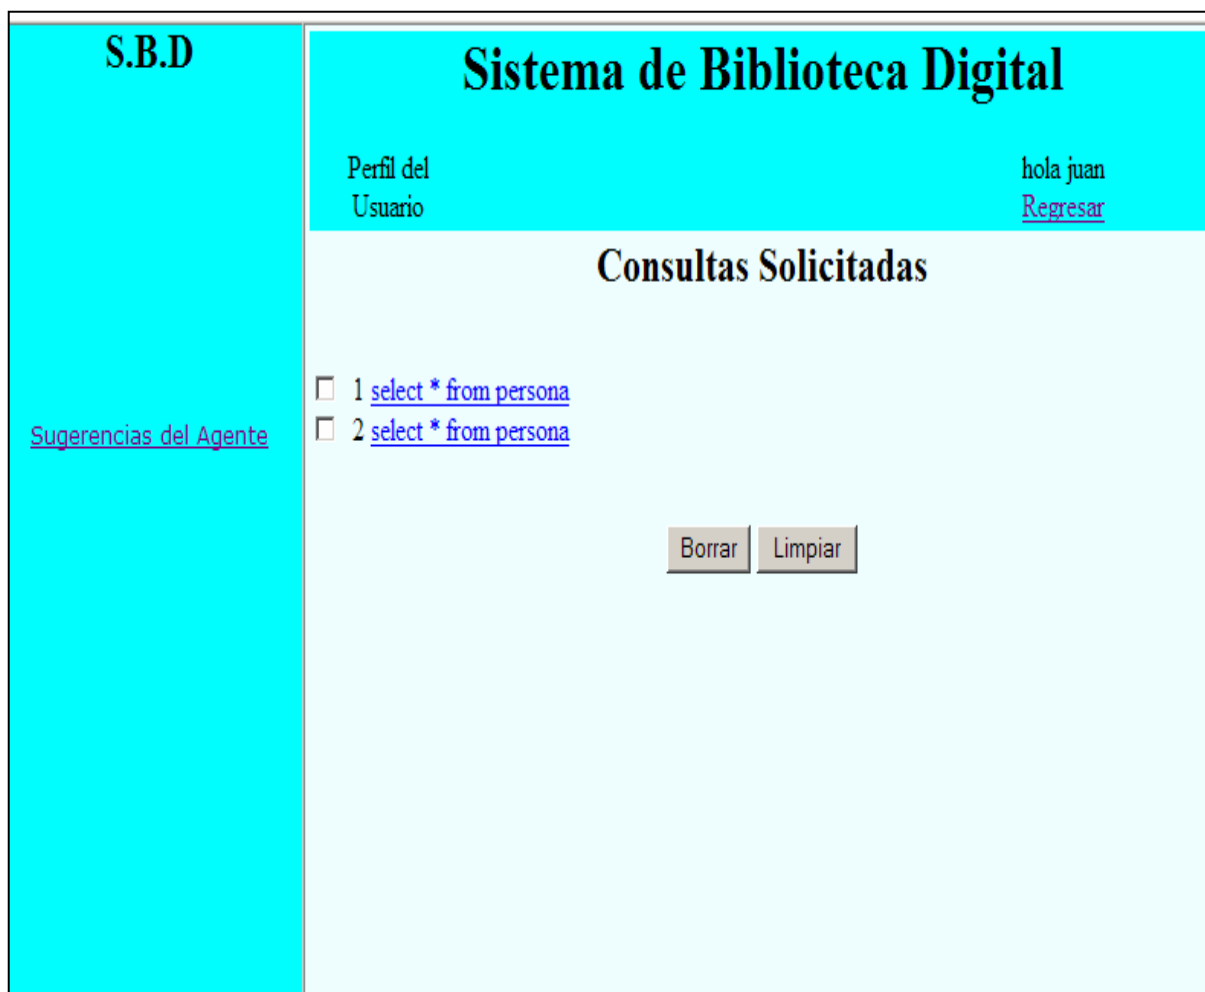 S.B.D
Sugerencias del Agente
Sistema de Biblioteca Digital
Perfil del
Usuario
hola juan
Regresar
Consultas Solicitadas
1 select * from persona
2 select * from persona
Borrar Limpiar